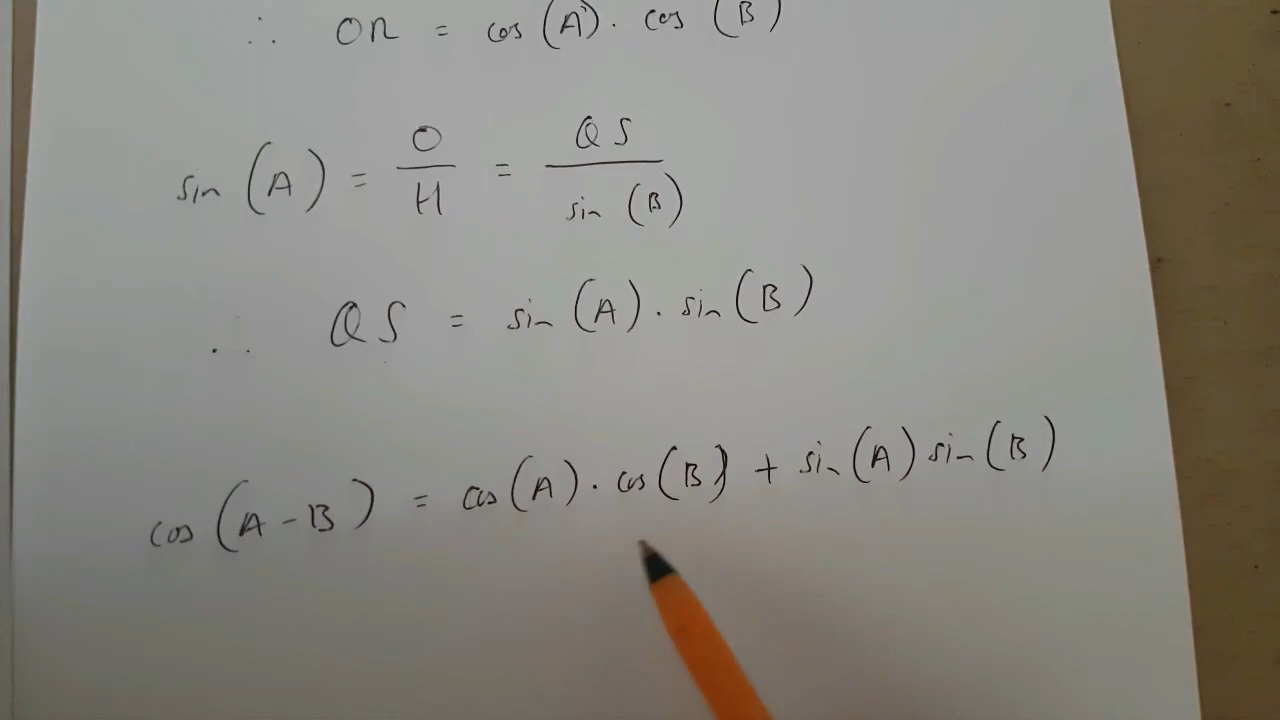 ∴ OR = cos (A) . cos (B)
sin (A) = O/H = QS/sin (B)
∴ QS = sin (A) . sin (B)
cos (A - B) = cos (A) . cos (B) + sin (A) sin (B)